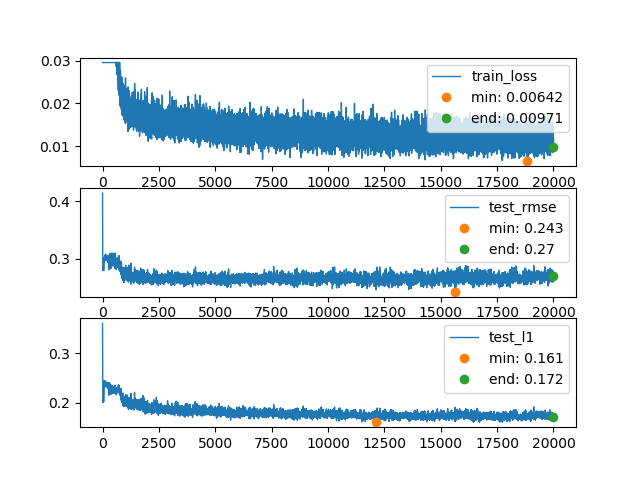 0.03
0.02
0.01
train_loss
min: 0.00642
end: 0.00971
0 2500 5000 7500 10000 12500 15000 17500 20000
0.4
0.3
test_rmse
min: 0.243
end: 0.27
0 2500 5000 7500 10000 12500 15000 17500 20000
0.3
0.2
test_l1
min: 0.161
end: 0.172
0 2500 5000 7500 10000 12500 15000 17500 20000